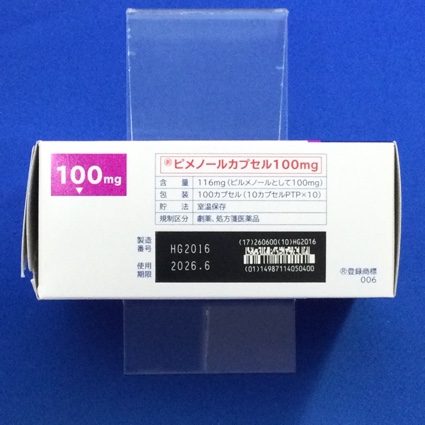 100mg
▼
㊢ピメノールカプセル100mg
含　量 116mg(ピルメノールとして100mg)
包　装 100カプセル(10カプセルPTP×10)
貯　法 室温保存
規制区分 劇薬、処方箋医薬品
製造番号 HG2016
使用期限 2026.6
(17)260600(10)HG2016
(01)14987114050400
®登録商標
006